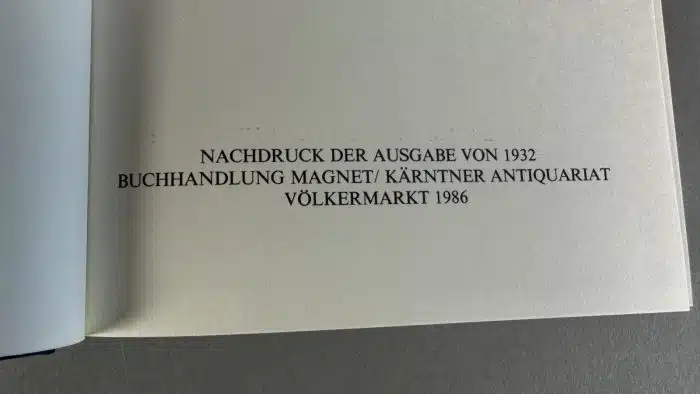 NACHDRUCK DER AUSGABE VON 1932
BUCHHANDLUNG MAGNET/ KÄRNTNER ANTIQUARIAT
VÖLKERMARKT 1986